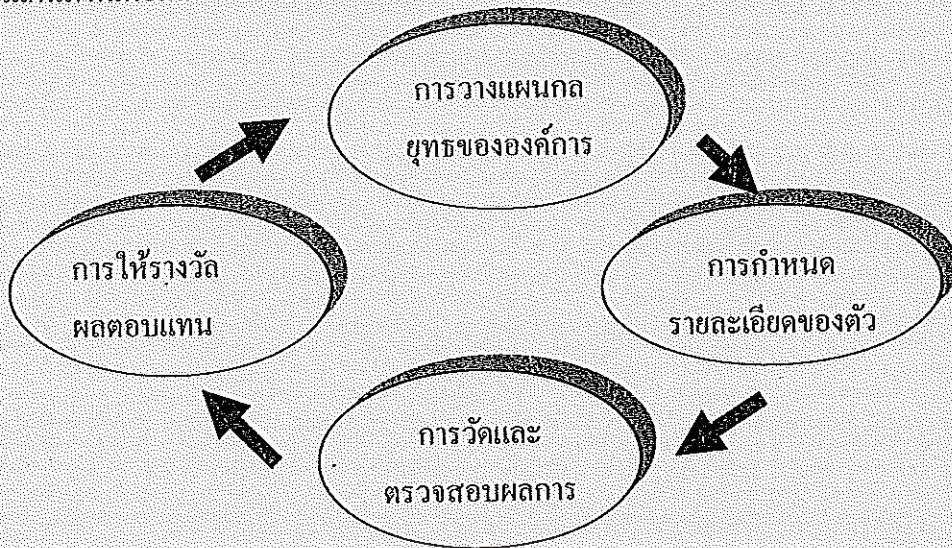 การวางแผนกล
ยุทธขององค์การ
การกำหนด
รายละเอียดของตัว
การวัดและ
ตรวจสอบผลการ
การให้รางวัล
ผลตอบแทน